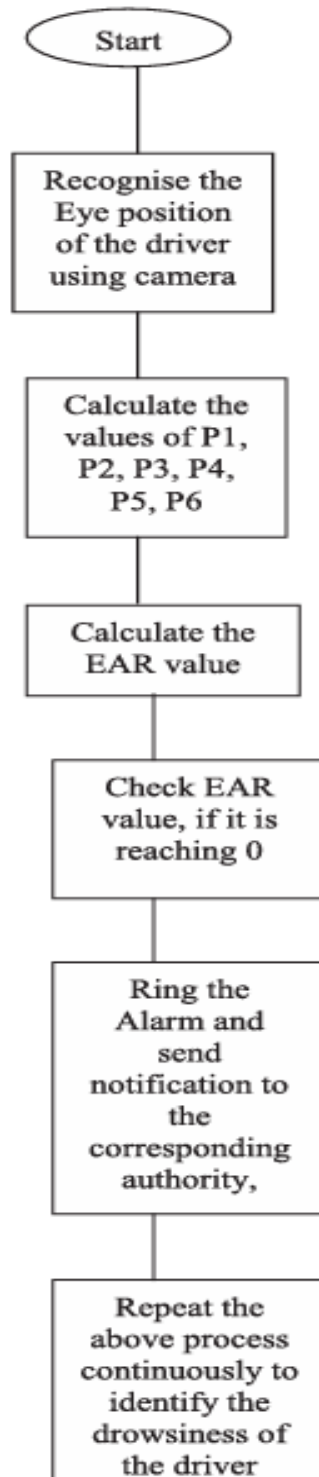 Start
Recognise the
Eye position
of the driver
using camera
Calculate the
values of P1,
P2, P3, P4,
P5, P6
Calculate the
EAR value
Check EAR
value, if it is
reaching 0
Ring the
Alarm and
send
notification to
the
corresponding
authority,
Repeat the
above process
continuously to
identify the
drowsiness of
the driver